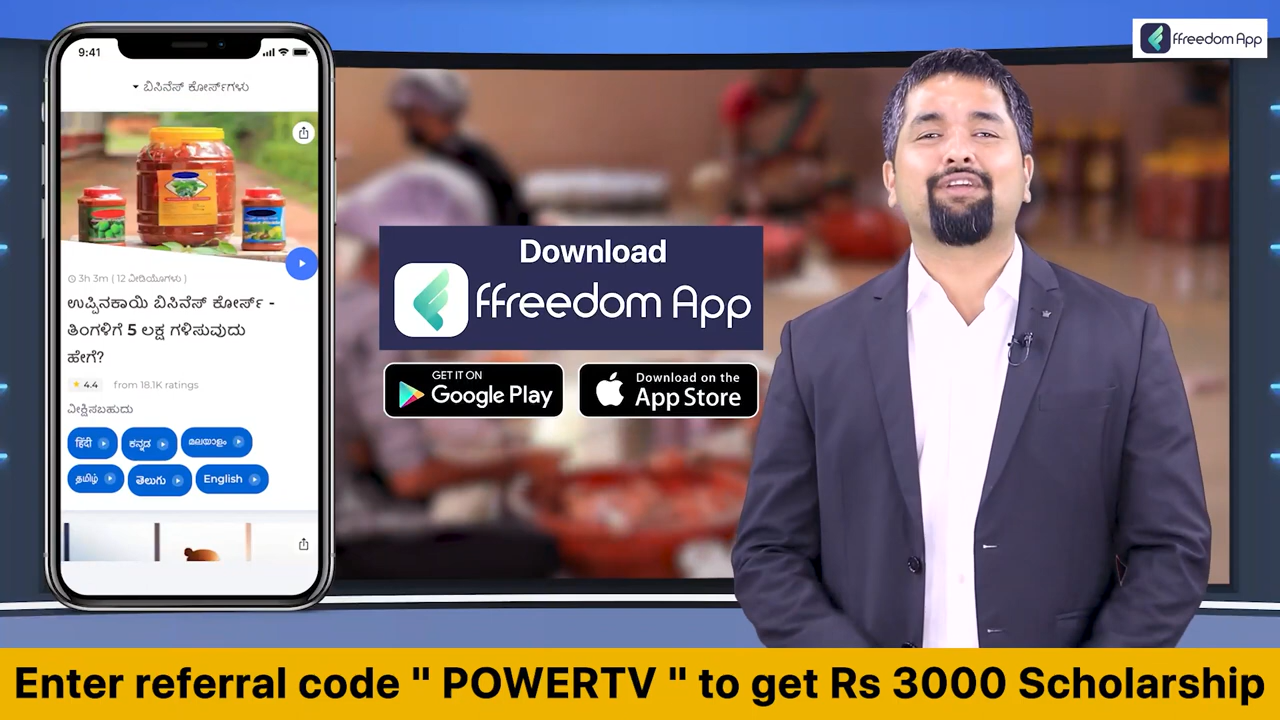 9:41
ಬಿಸಿನೆಸ್ ಕೋರ್ಸ್‌ಗಳು
3h 3m ( 12 ವೀಡಿಯೊಗಳು )
ಉಪ್ಪಿನಕಾಯಿ ಬಿಸಿನೆಸ್ ಕೋರ್ಸ್ -
ತಿಂಗಳಿಗೆ 5 ಲಕ್ಷ ಗಳಿಸುವುದು
ಹೇಗೆ?
4.4 from 18.1K ratings
ವೀಕ್ಷಿಸಬಹುದು
हिंदी ಕನ್ನಡ മലയാളം
தமிழ் తెలుగు English
Download
ffreedom App
GET IT ON
Google Play
Download on the
App Store
ffreedom App
Enter referral code " POWERTV " to get Rs 3000 Scholarship